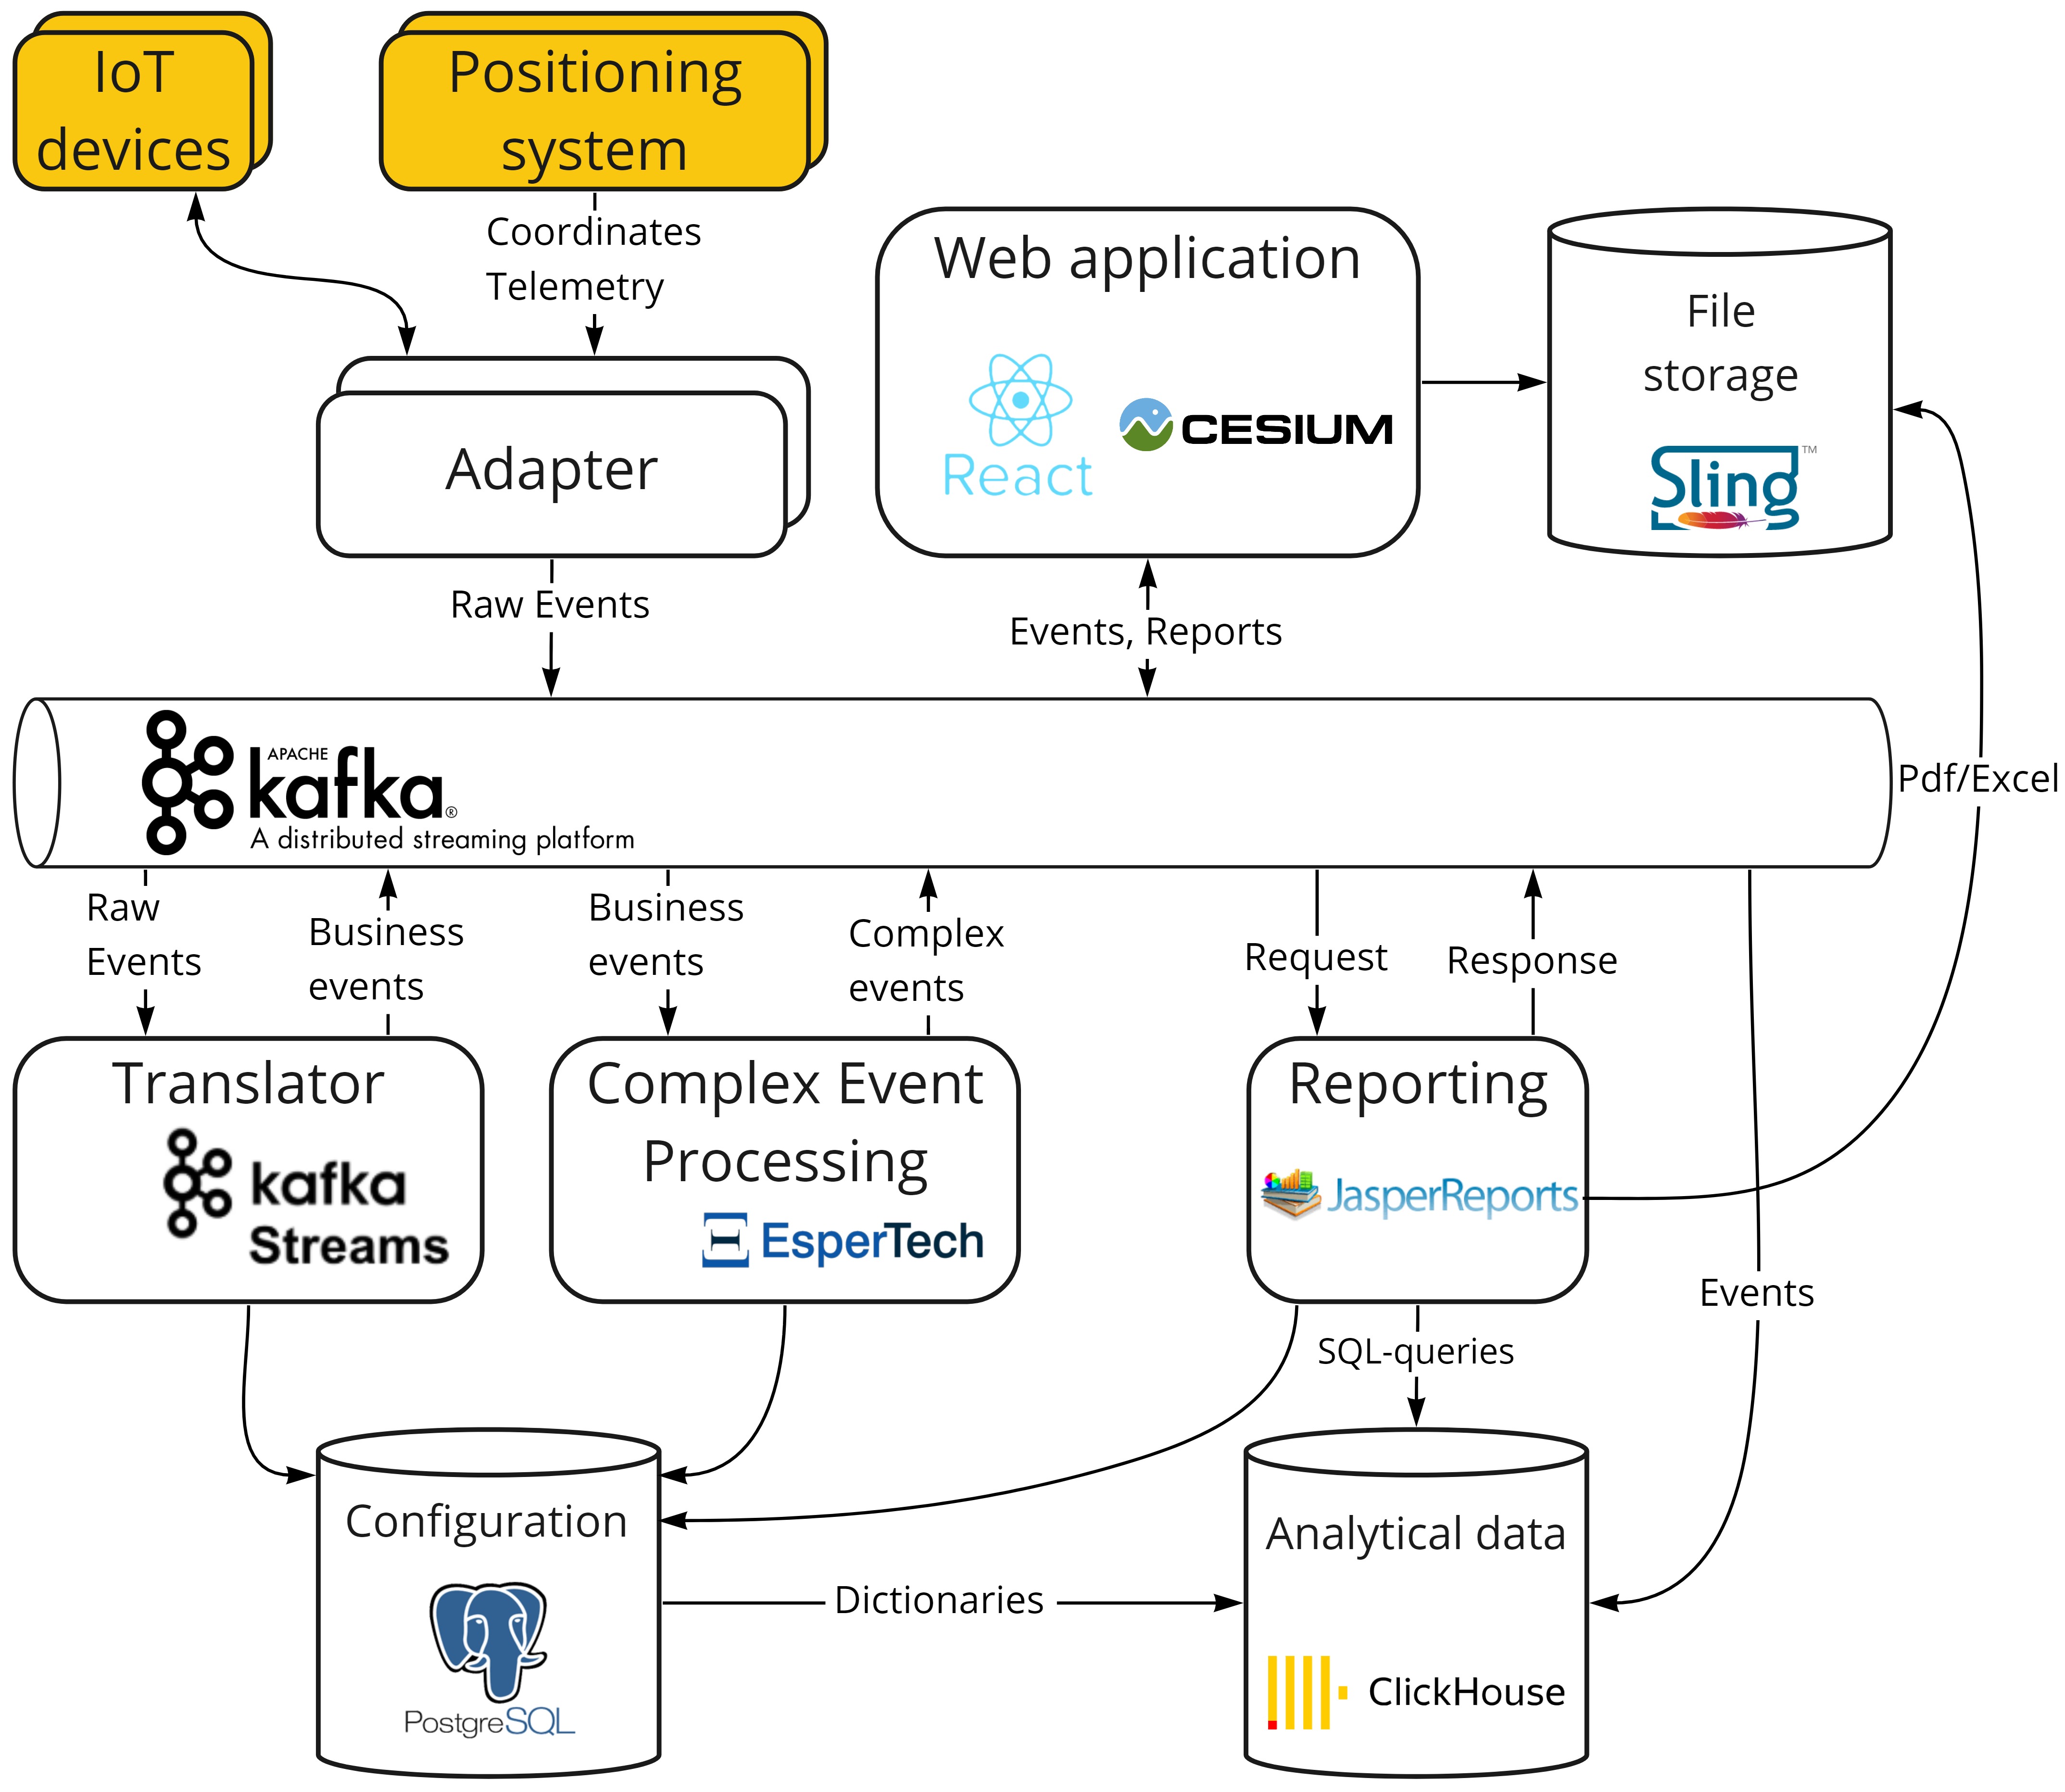 IoT
devices
Positioning
system
Coordinates
Telemetry
Web application
React
CESIUM
File
storage
Sling™
Adapter
Raw Events
Events, Reports
APACHE
kafka®
A distributed streaming platform
Pdf/Excel
Raw
Events
Business
events
Business
events
Complex
events
Request
Response
Translator
kafka
Streams
Complex Event
Processing
EsperTech
Reporting
JasperReports
Events
SQL-queries
Configuration
PostgreSQL
Dictionaries
Analytical data
ClickHouse